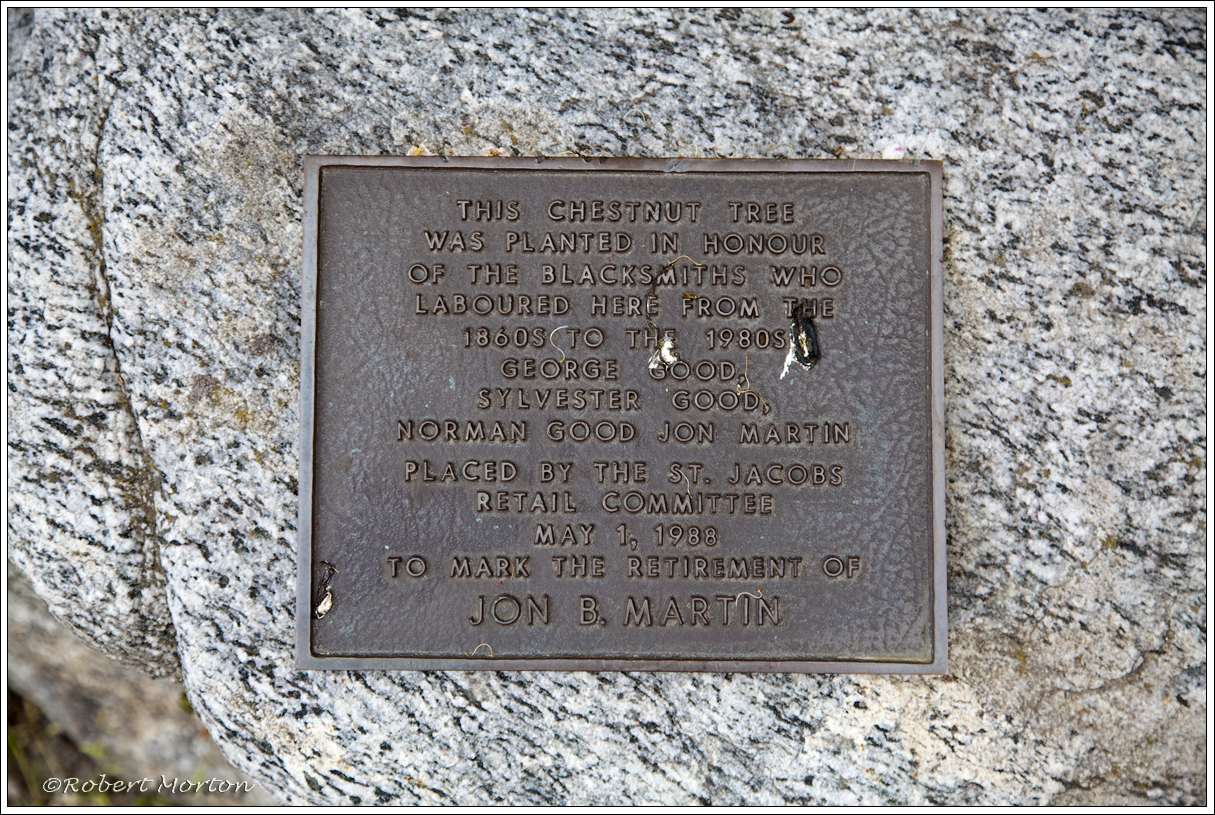 THIS CHESTNUT TREE
WAS PLANTED IN HONOUR
OF THE BLACKSMITHS WHO
LABOURED HERE FROM THE
1860S TO THE 1980S
GEORGE GOOD,
SYLVESTER GOOD,
NORMAN GOOD JON MARTIN
PLACED BY THE ST. JACOBS
RETAIL COMMITTEE
MAY 1, 1988
TO MARK THE RETIREMENT OF
JON B. MARTIN
©Robert Morton